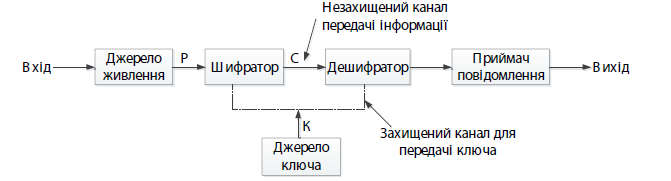 Незахищений канал
передачі інформації
Вхід
Джерело
живлення
Р
Шифратор
С
Дешифратор
Приймач
повідомлення
Вихід
К
Джерело
ключа
Захищений канал для
передачі ключа